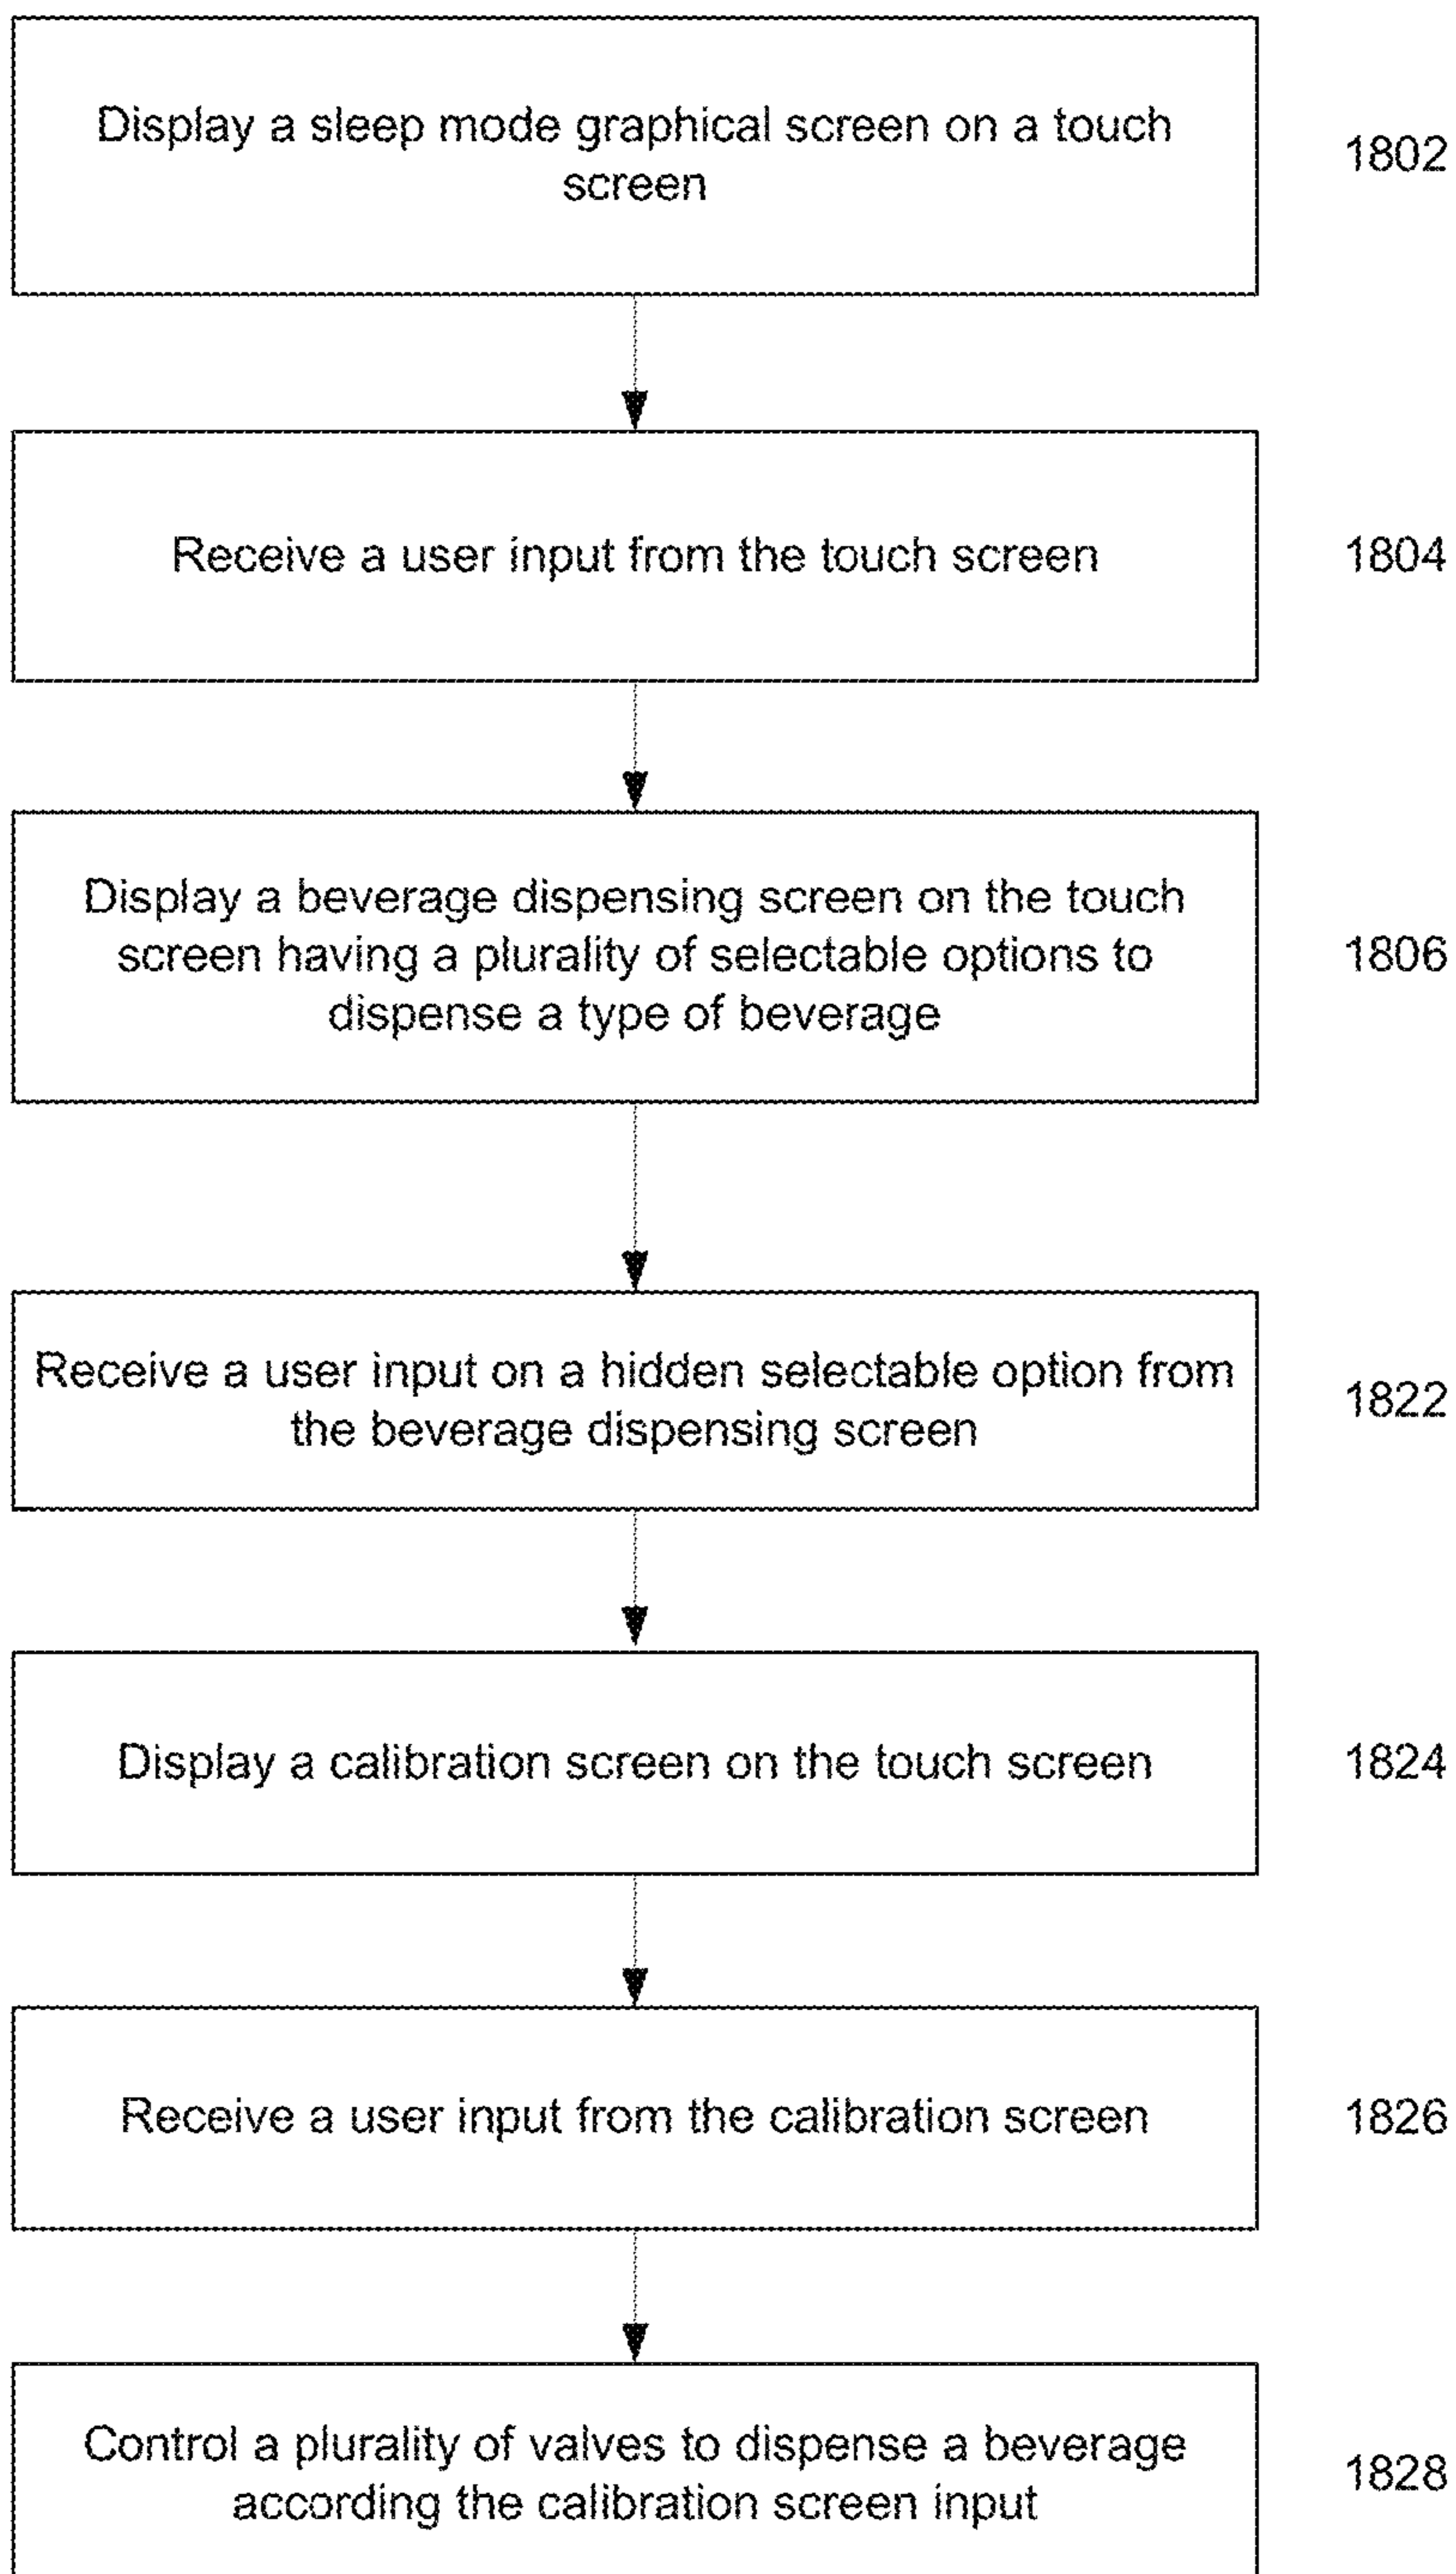 Display a sleep mode graphical screen on a touch
screen
1802
Receive a user input from the touch screen
1804
Display a beverage dispensing screen on the touch
screen having a plurality of selectable options to
dispense a type of beverage
1806
Receive a user input on a hidden selectable option from
the beverage dispensing screen
1822
Display a calibration screen on the touch screen
1824
Receive a user input from the calibration screen
1826
Control a plurality of valves to dispense a beverage
according the calibration screen input
1828